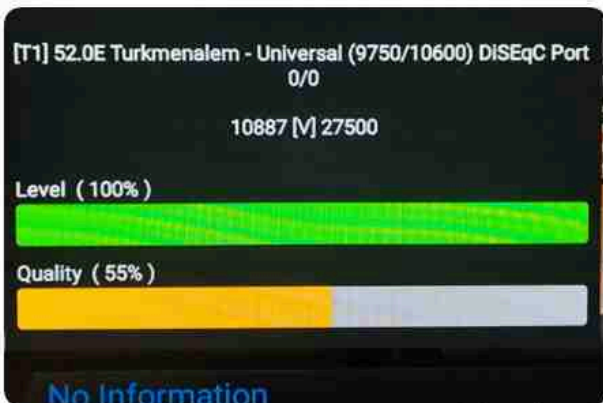 [T1] 52.0E Turkmenalem - Universal (9750/10600) DiSEqC Port
0/0
10887 [V] 27500
Level ( 100% )
Quality ( 55% )
No Information